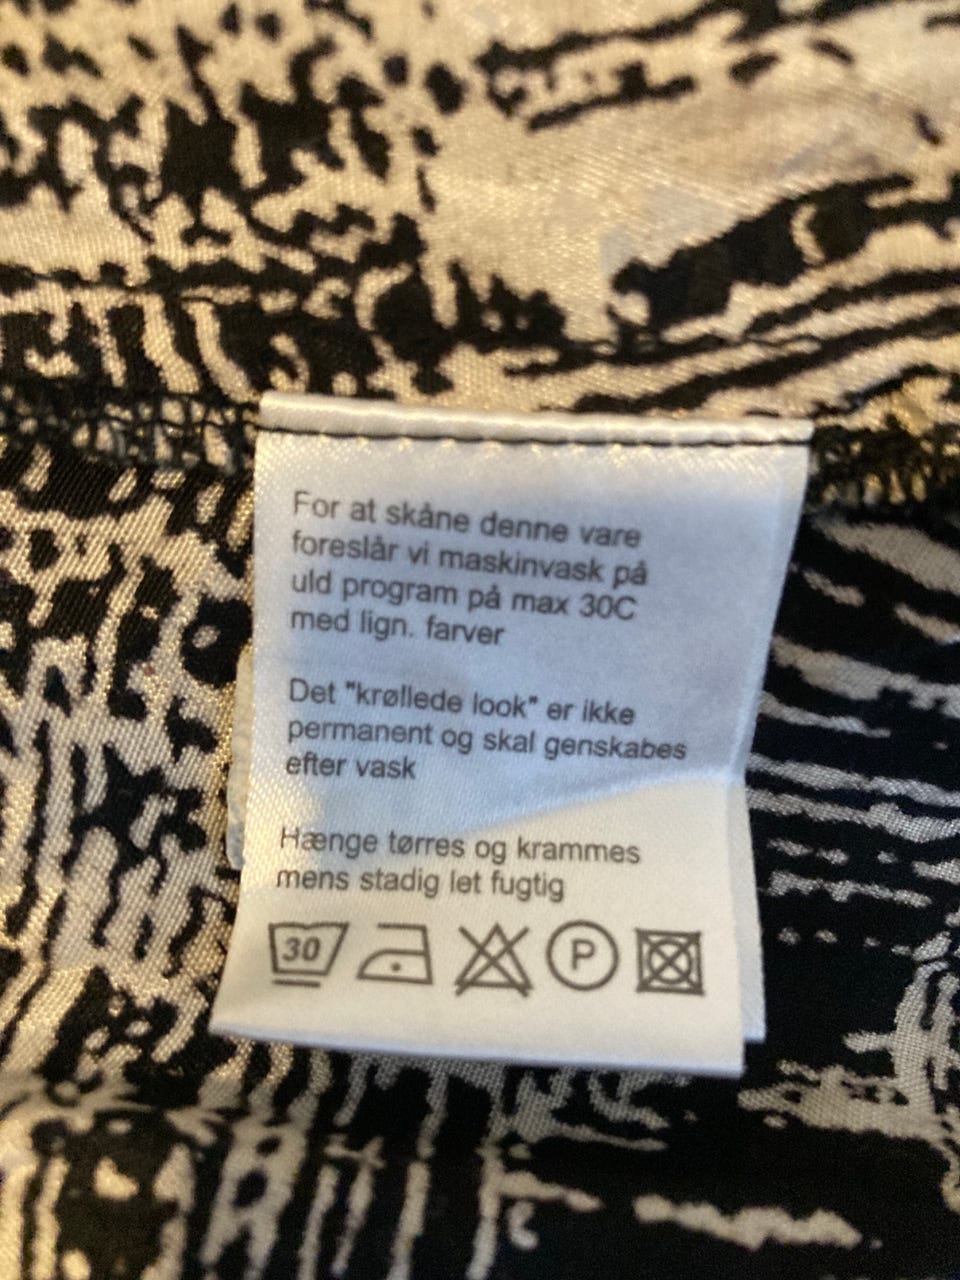 For at skåne denne vare
foreslår vi maskinvask på
uld program på max 30C
med lign. farver
Det "krøllede look" er ikke
permanent og skal genskabes
efter vask
Hænge tørres og krammes
mens stadig let fugtig
30 P